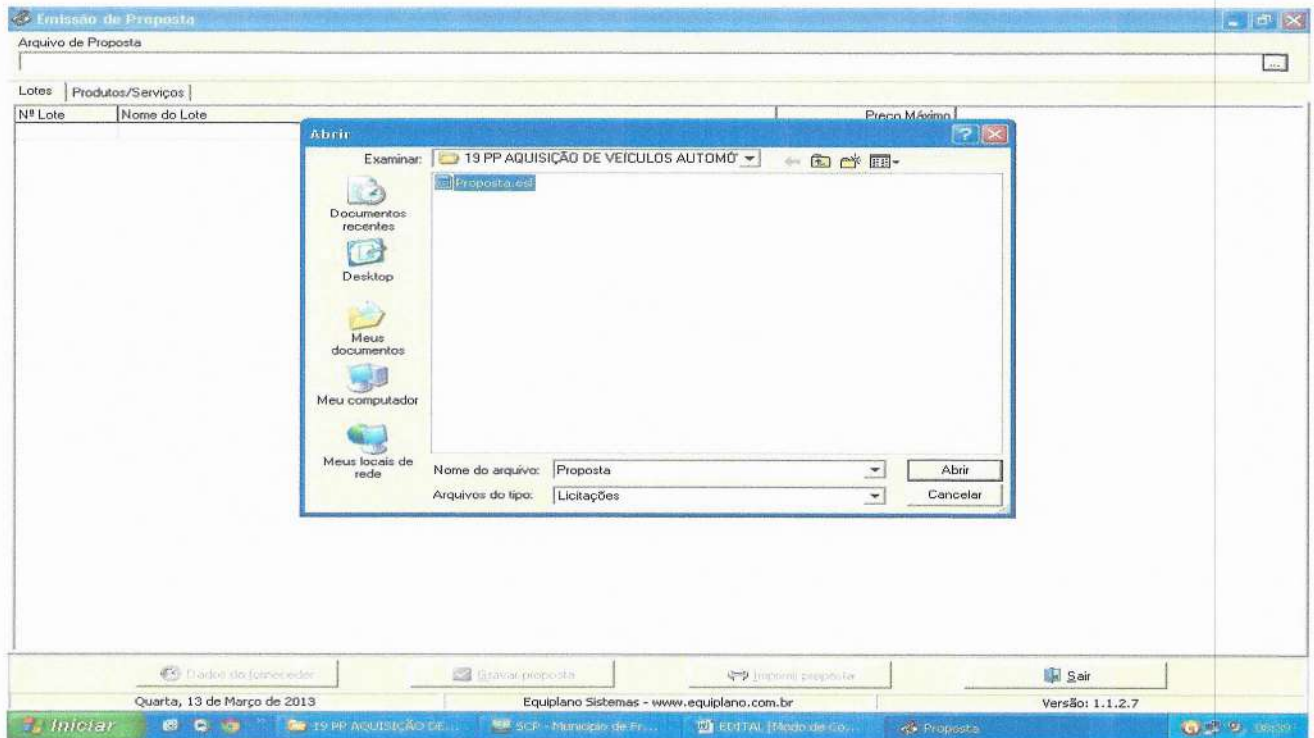 Emissão de Proposta
Arquivo de Proposta
...
Lotes Produtos/Serviços
Nº Lote Nome do Lote Preço Máximo
Abrir
Examinar: 19 PP AQUISIÇÃO DE VEÍCULOS AUTOMÓ
Proposta.esl
Documentos recentes
Desktop
Meus documentos
Meu computador
Meus locais de rede
Nome do arquivo: Proposta Abrir
Arquivos do tipo: Licitações Cancelar
Dados do fornecedor Gravar proposta Imprimir proposta Sair
Quarta, 13 de Março de 2013 Equiplano Sistemas - www.equiplano.com.br Versão: 1.1.2.7
Iniciar 19 PP AQUISIÇÃO DE... SCP - Município de Fr... EDITAL [Modo de Co... Proposta 08:39